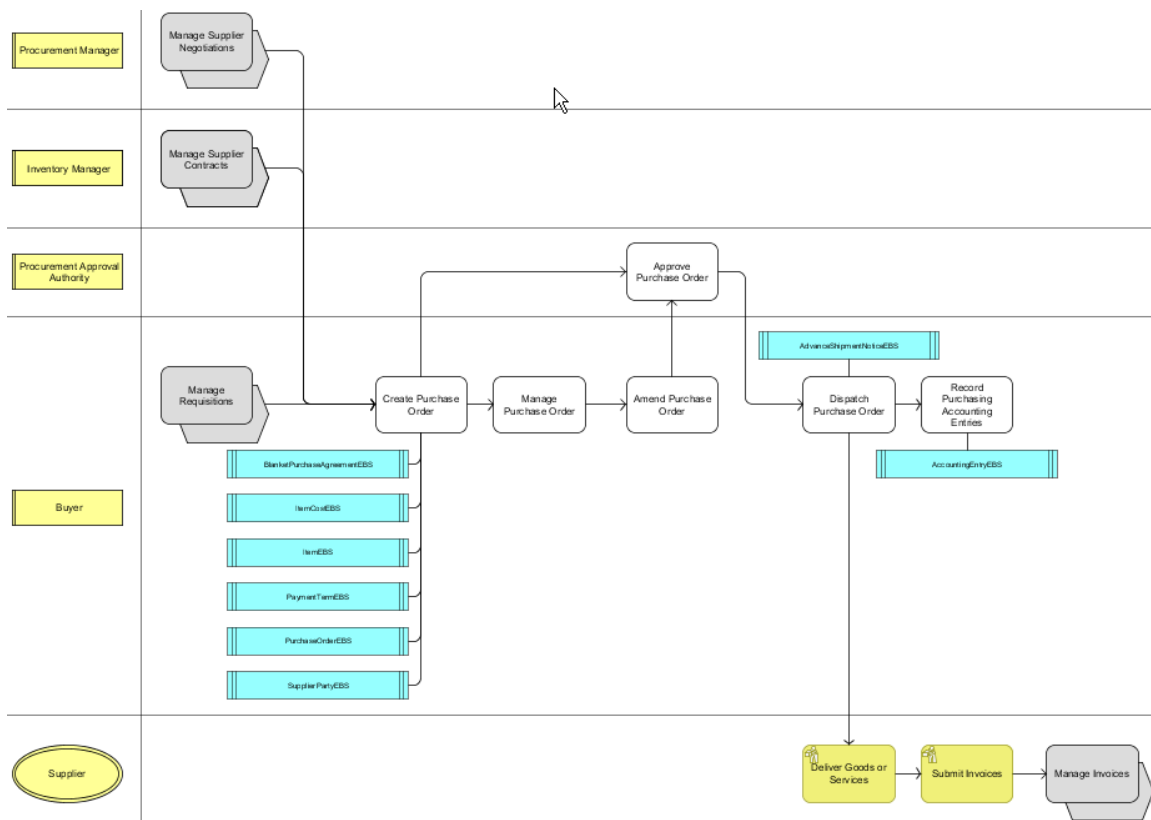 Procurement Manager
Manage Supplier
Negotiations
Inventory Manager
Manage Supplier
Contracts
Procurement Approval
Authority
Approve
Purchase Order
AdvanceShipmentNoticeEBS
Manage
Requisitions
Create Purchase
Order
Manage
Purchase Order
Amend Purchase
Order
Dispatch
Purchase Order
Record
Purchasing
Accounting
Entries
BlanketPurchaseAgreementEBS
AccountingEntryEBS
Buyer
ItemCostEBS
ItemEBS
PaymentTermEBS
PurchaseOrderEBS
SupplierPartyEBS
Supplier
Deliver Goods or
Services
Submit Invoices
Manage Invoices